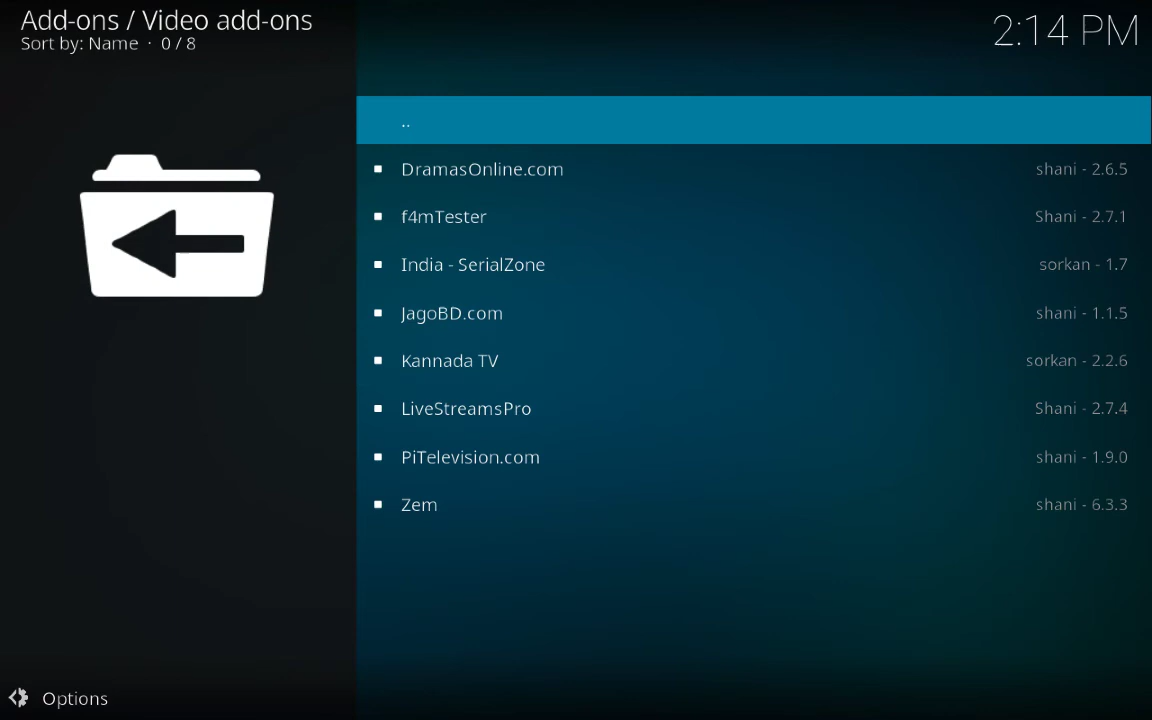 Add-ons / Video add-ons
Sort by: Name · 0 / 8
2:14 PM
..
DramasOnline.com shani - 2.6.5
f4mTester Shani - 2.7.1
India - SerialZone sorkan - 1.7
JagoBD.com shani - 1.1.5
Kannada TV sorkan - 2.2.6
LiveStreamsPro Shani - 2.7.4
PiTelevision.com shani - 1.9.0
Zem shani - 6.3.3
Options